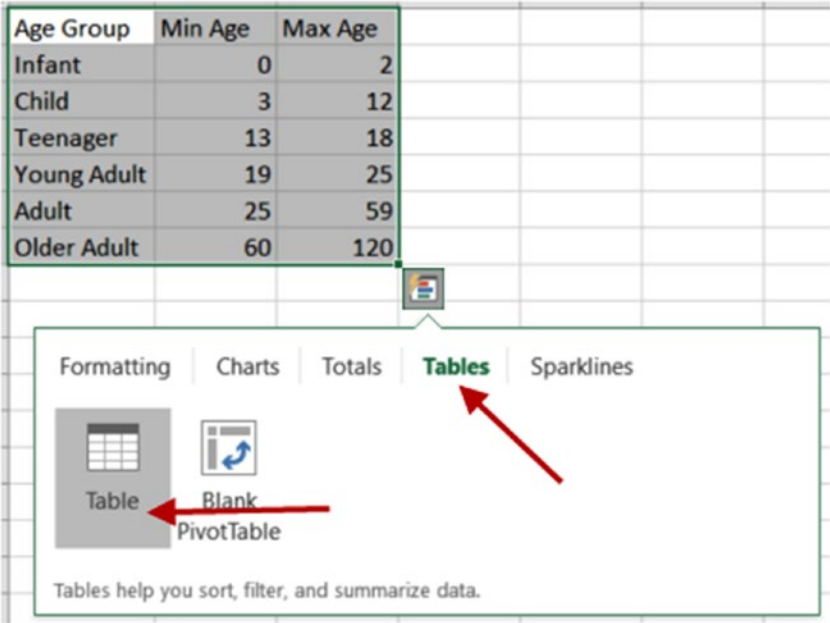 Age Group Min Age Max Age
Infant 0 2
Child 3 12
Teenager 13 18
Young Adult 19 25
Adult 25 59
Older Adult 60 120
Formatting Charts Totals Tables Sparklines
Table Blank
PivotTable
Tables help you sort, filter, and summarize data.